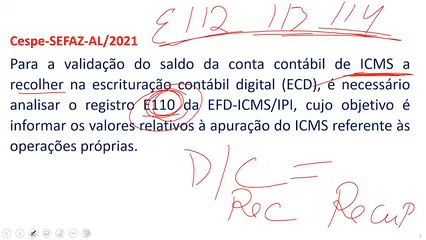 E112 113 114
Cespe-SEFAZ-AL/2021
Para a validação do saldo da conta contábil de ICMS a
recolher na escrituração contábil digital (ECD), é necessário
analisar o registro E110 da EFD-ICMS/IPI, cujo objetivo é
informar os valores relativos à apuração do ICMS referente às
operações próprias.
D/C =
Rec Recup